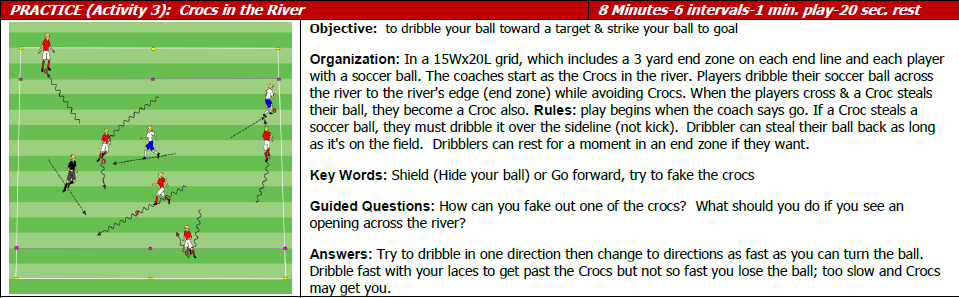 PRACTICE (Activity 3):  Crocs in the River
8 Minutes-6 intervals-1 min. play-20 sec. rest
Objective:  to dribble your ball toward a target & strike your ball to goal
Organization: In a 15Wx20L grid, which includes a 3 yard end zone on each end line and each player
with a soccer ball. The coaches start as the Crocs in the river. Players dribble their soccer ball across
the river to the river's edge (end zone) while avoiding Crocs. When the players cross & a Croc steals
their ball, they become a Croc also. Rules: play begins when the coach says go. If a Croc steals a
soccer ball, they must dribble it over the sideline (not kick).  Dribbler can steal their ball back as long
as it's on the field.  Dribblers can rest for a moment in an end zone if they want.
Key Words: Shield (Hide your ball) or Go forward, try to fake the crocs
Guided Questions: How can you fake out one of the crocs?  What should you do if you see an
opening across the river?
Answers: Try to dribble in one direction then change to directions as fast as you can turn the ball.
Dribble fast with your laces to get past the Crocs but not so fast you lose the ball; too slow and Crocs
may get you.